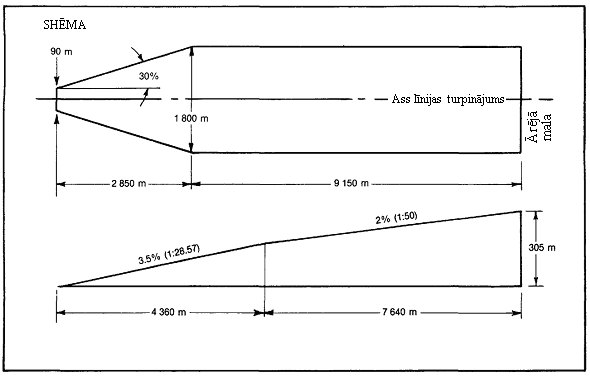 SHĒMA
90 m
30%
Ass līnijas turpinājums
1 800 m
Ārējā mala
2 850 m
9 150 m
2% (1:50)
3.5% (1:28.57)
305 m
4 360 m
7 640 m